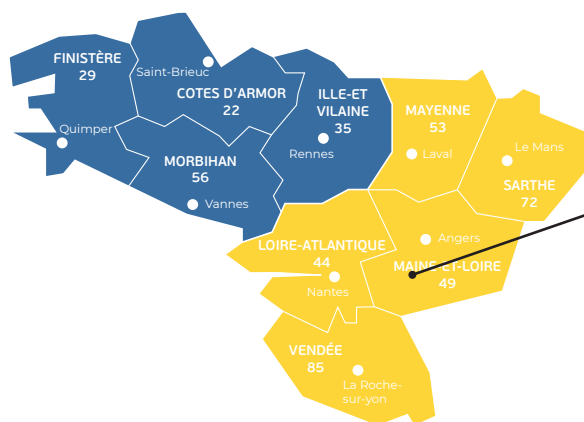 FINISTÈRE
29
Saint-Brieuc
COTES D'ARMOR
22
ILLE-ET
VILAINE
35
MAYENNE
53
Quimper
Rennes
Laval
Le Mans
MORBIHAN
56
SARTHE
72
Vannes
LOIRE-ATLANTIQUE
44
Angers
MAINE-ET-LOIRE
49
Nantes
VENDÉE
85
La Roche-
sur-yon